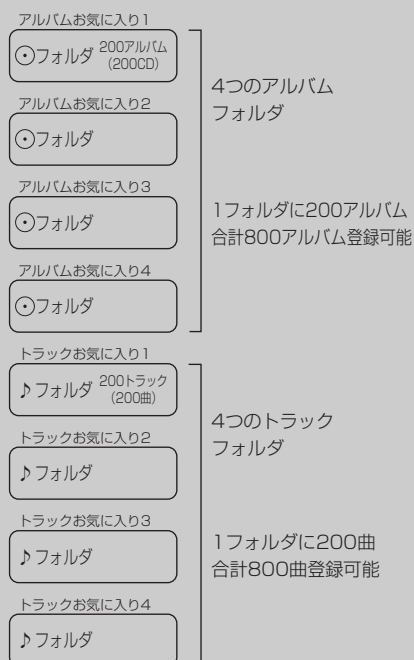 アルバムお気に入り1
フォルダ 200アルバム
(200CD)
アルバムお気に入り2
フォルダ
アルバムお気に入り3
フォルダ
アルバムお気に入り4
フォルダ
4つのアルバム
フォルダ
1フォルダに200アルバム
合計800アルバム登録可能
トラックお気に入り1
♪フォルダ 200トラック
(200曲)
トラックお気に入り2
♪フォルダ
トラックお気に入り3
♪フォルダ
トラックお気に入り4
♪フォルダ
4つのトラック
フォルダ
1フォルダに200曲
合計800曲登録可能